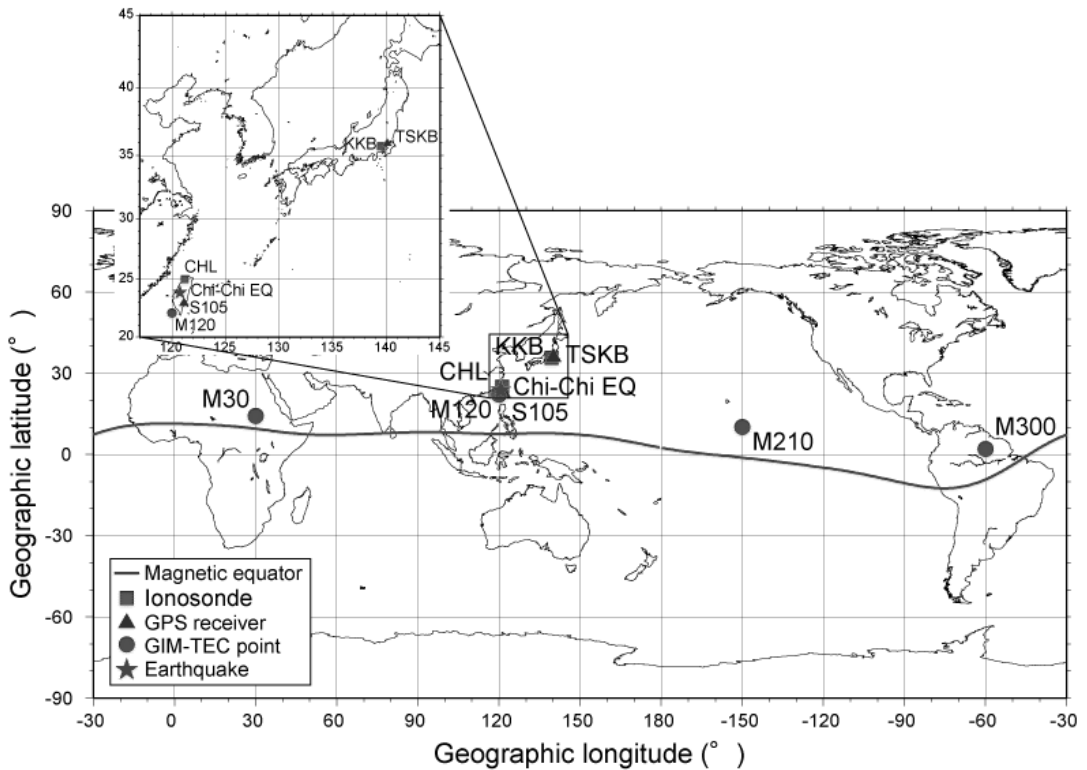 45
40
35
30
25
20
120
125
130
135
140
145
KKB
TSKB
CHL
Chi-Chi EQ
S105
M120
90
60
30
0
-30
-60
-90
Geographic latitude (°)
KKB
TSKB
CHL
Chi-Chi EQ
M120
S105
M30
M210
M300
Magnetic equator
Ionosonde
GPS receiver
GIM-TEC point
Earthquake
-30
0
30
60
90
120
150
180
-150
-120
-90
-60
-30
Geographic longitude (°)